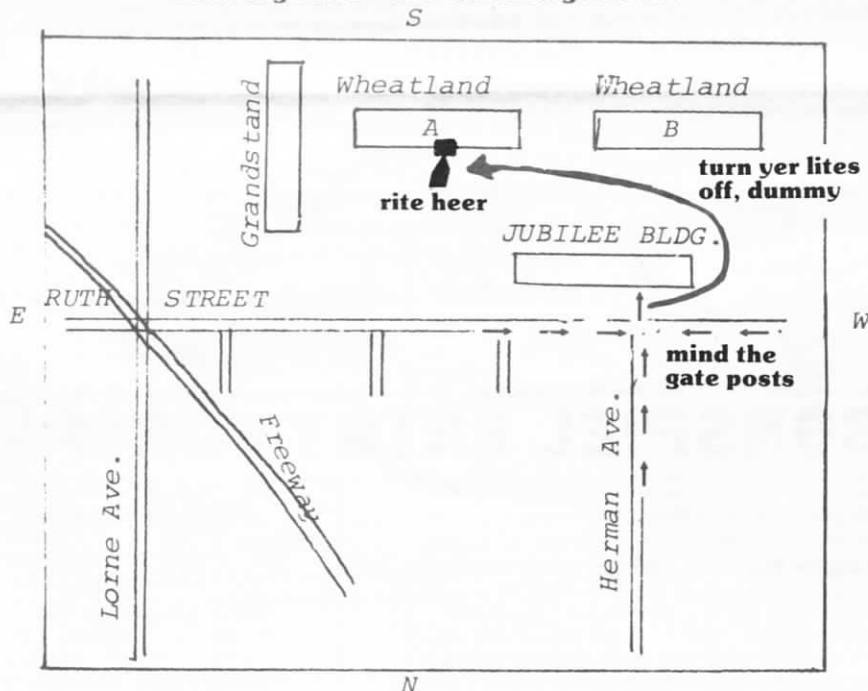 S
Wheatland
Wheatland
Grandstand
A
B
turn yer lites
off, dummy
rite heer
JUBILEE BLDG.
E
RUTH STREET
W
mind the
gate posts
Freeway
Lorne Ave.
Herman Ave.
N